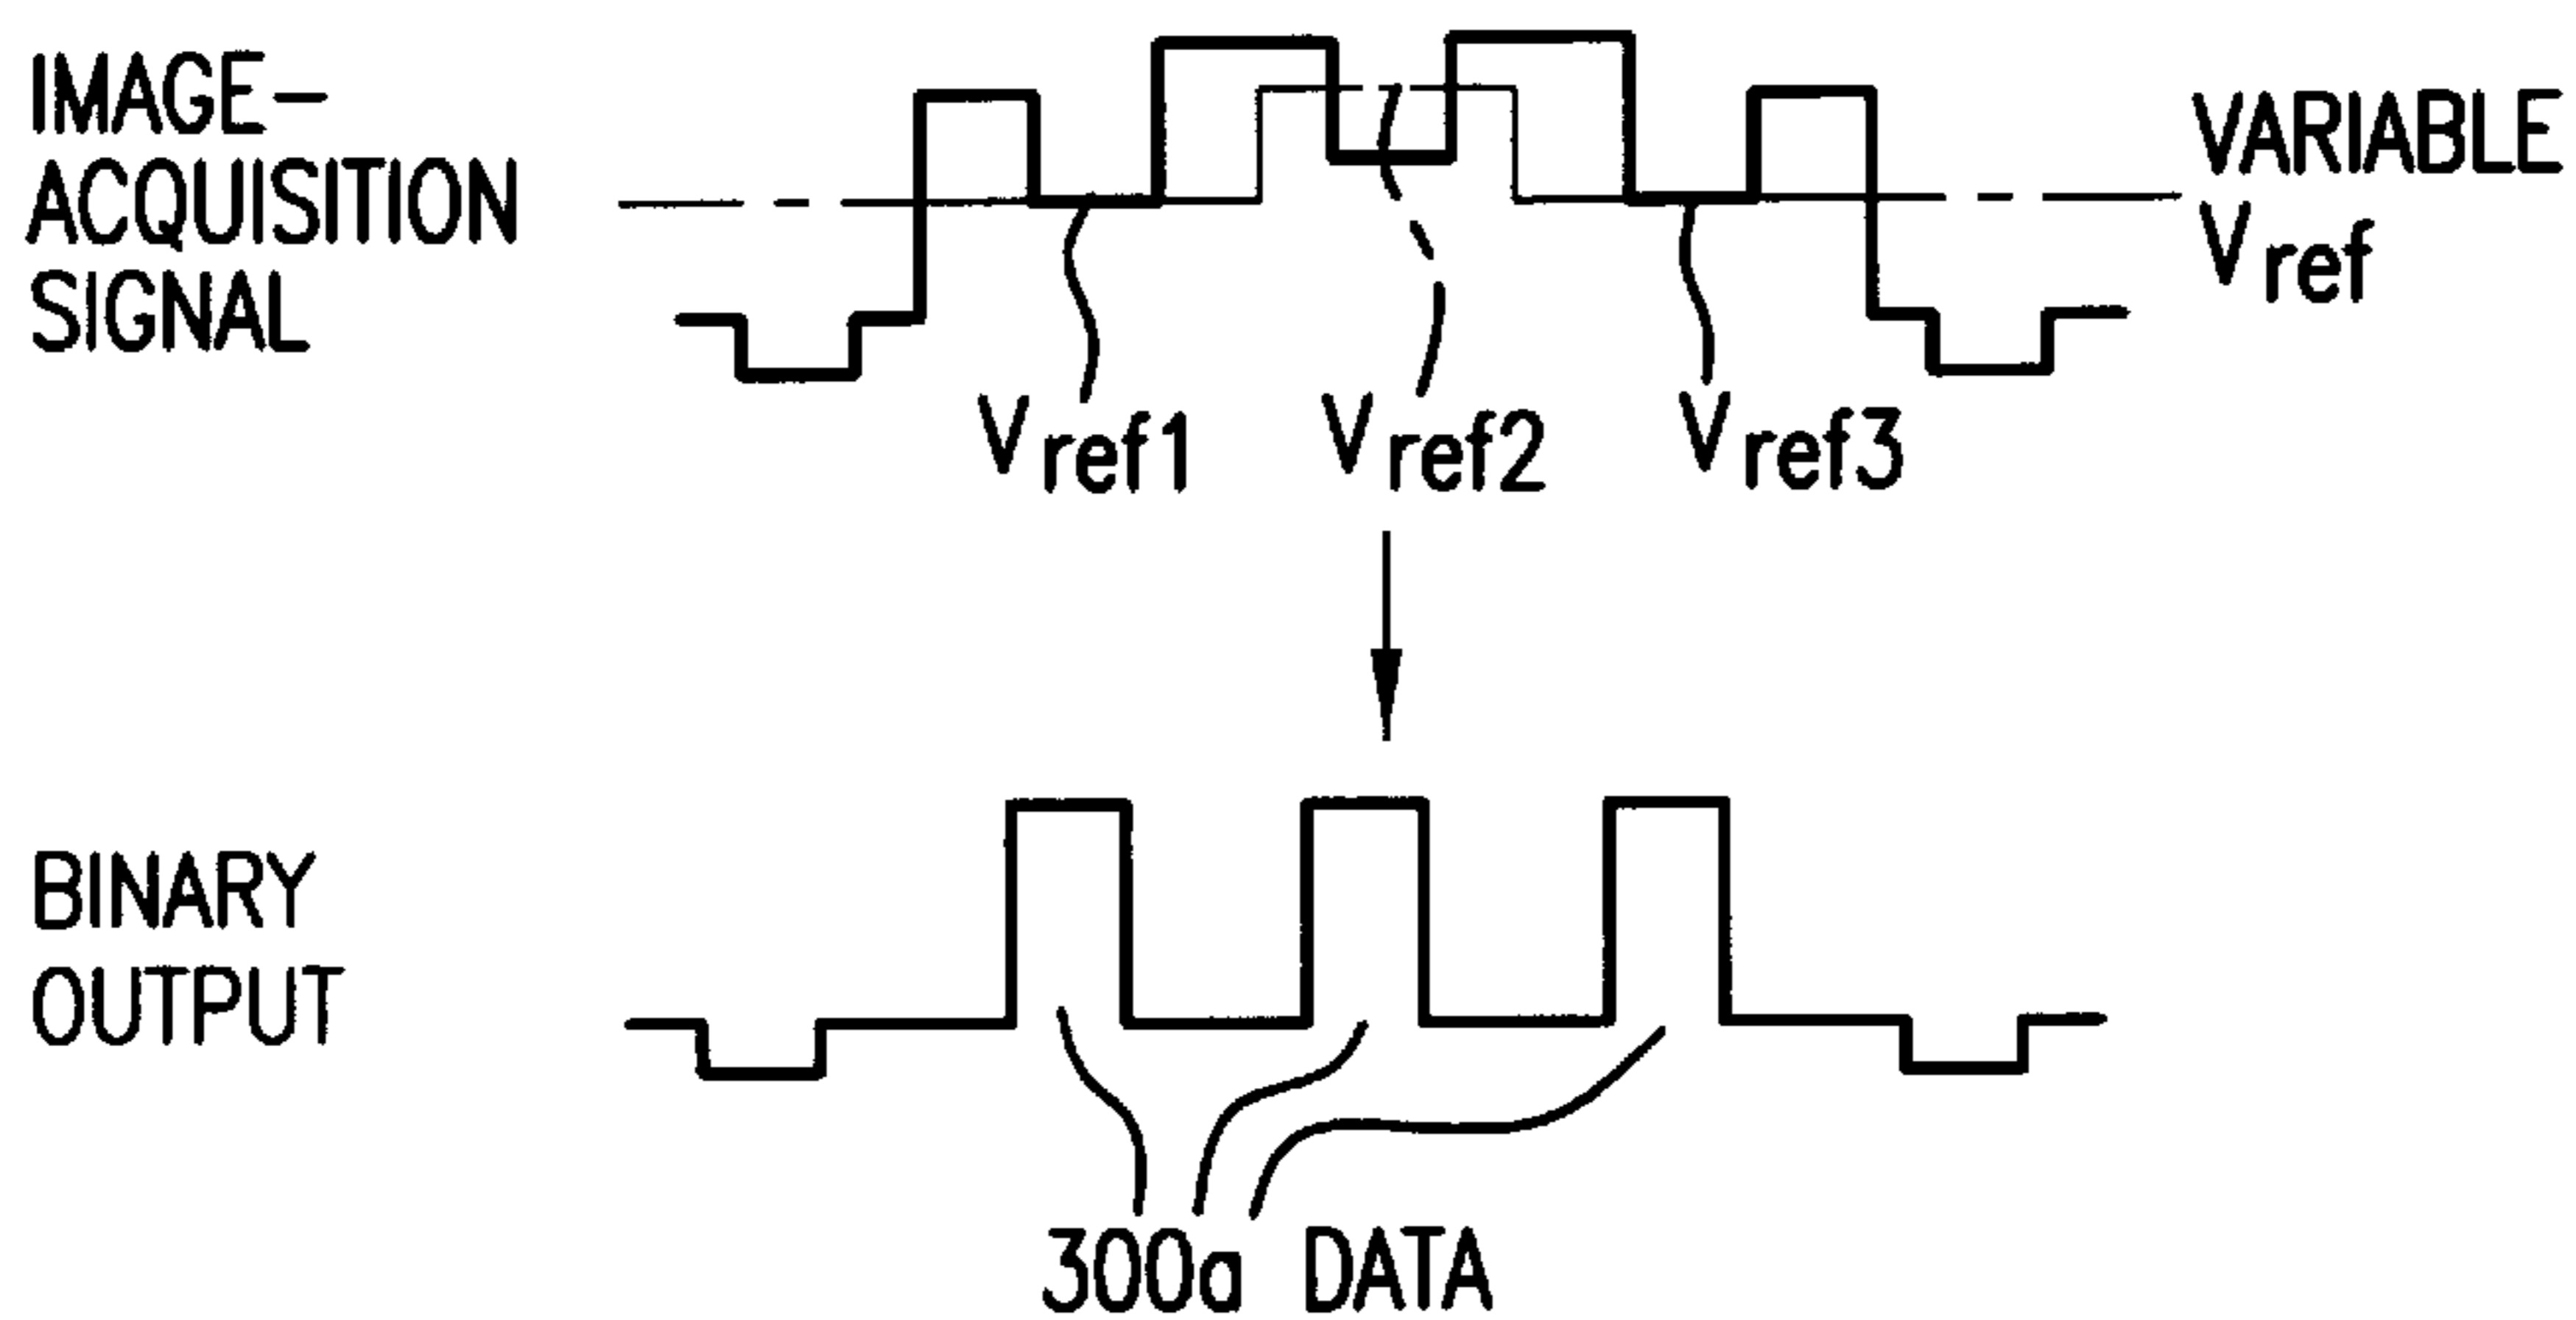 IMAGE-
ACQUISITION
SIGNAL
VARIABLE
Vref
Vref1
Vref2
Vref3
BINARY
OUTPUT
300a DATA